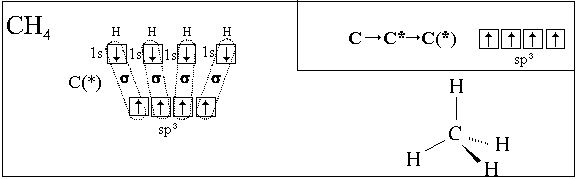 CH4
H H H H
1s ↓ 1s ↓ 1s ↓ 1s ↓
C(*) σ σ σ σ
↑ ↑ ↑ ↑
sp³
C→C*→C(*) ↑ ↑ ↑ ↑
sp³
H
C
H
H
H